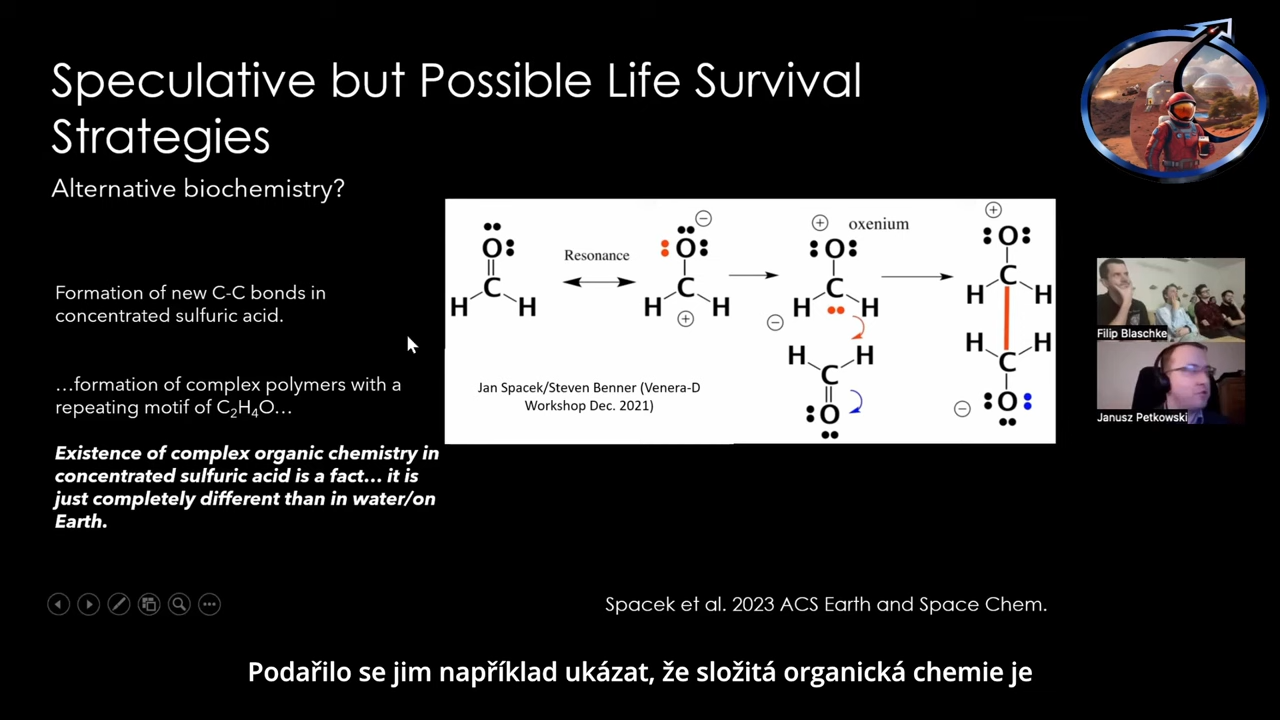 Speculative but Possible Life Survival
Strategies
Alternative biochemistry?
Formation of new C-C bonds in
concentrated sulfuric acid.
…formation of complex polymers with a
repeating motif of C₂H₄O…
Existence of complex organic chemistry in
concentrated sulfuric acid is a fact… it is
just completely different than in water/on
Earth.
O
C
H H
Resonance
O
C
H H
oxenium
O
C
H H
H H
C
O
O
C
H H
H H
C
O
Jan Spacek/Steven Benner (Venera-D
Workshop Dec. 2021)
Filip Blaschke
Janusz Petkowski
Spacek et al. 2023 ACS Earth and Space Chem.
Podařilo se jim například ukázat, že složitá organická chemie je